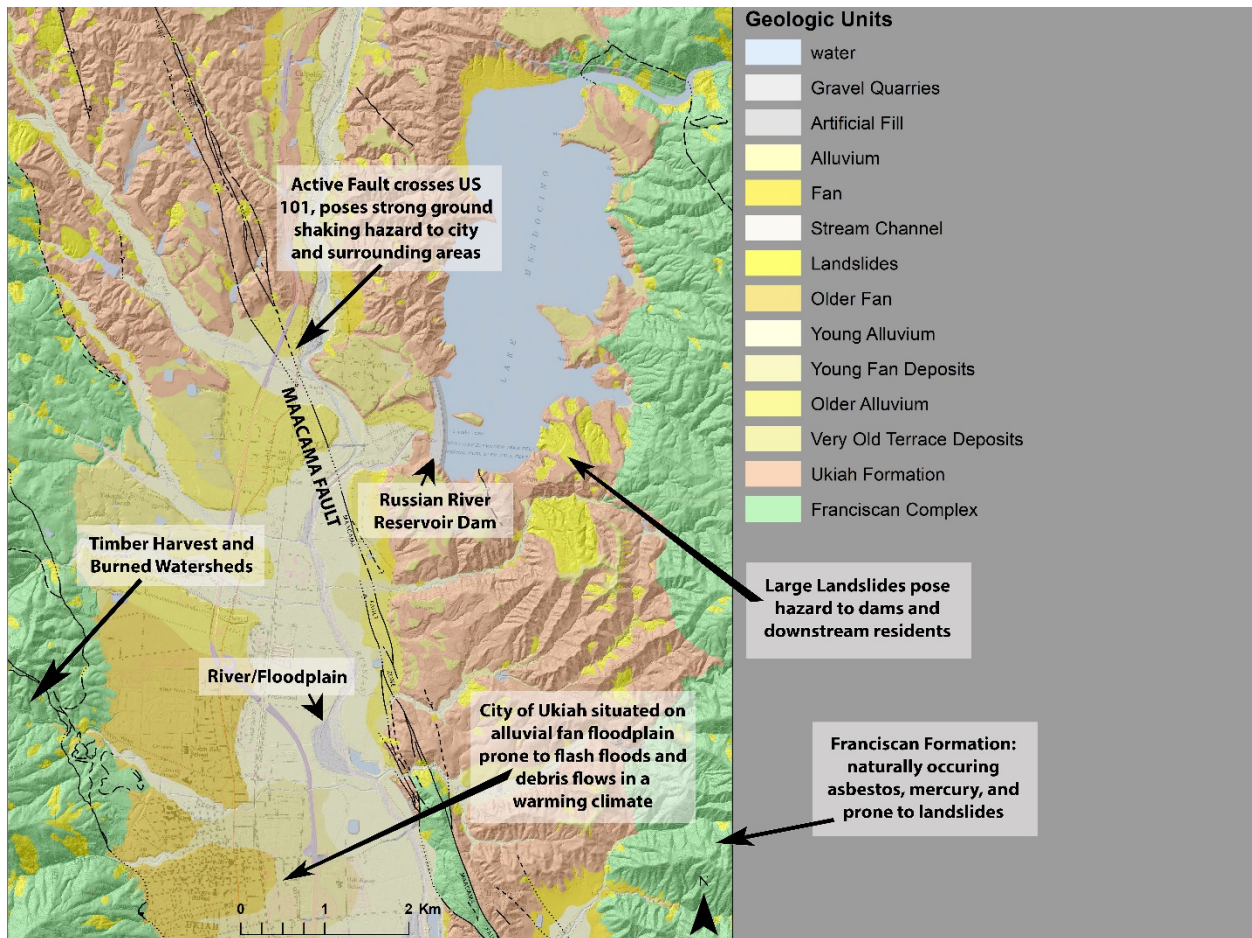 Geologic Units
water
Gravel Quarries
Artificial Fill
Alluvium
Fan
Stream Channel
Landslides
Older Fan
Young Alluvium
Young Fan Deposits
Older Alluvium
Very Old Terrace Deposits
Ukiah Formation
Franciscan Complex
Active Fault crosses US
101, poses strong ground
shaking hazard to city
and surrounding areas
LAKE MENDOCINO
MAACAMA FAULT
Russian River
Reservoir Dam
Timber Harvest and
Burned Watersheds
Large Landslides pose
hazard to dams and
downstream residents
River/Floodplain
City of Ukiah situated on
alluvial fan floodplain
prone to flash floods and
debris flows in a
warming climate
Franciscan Formation:
naturally occuring
asbestos, mercury, and
prone to landslides
N
0 1 2 Km
UKIAH